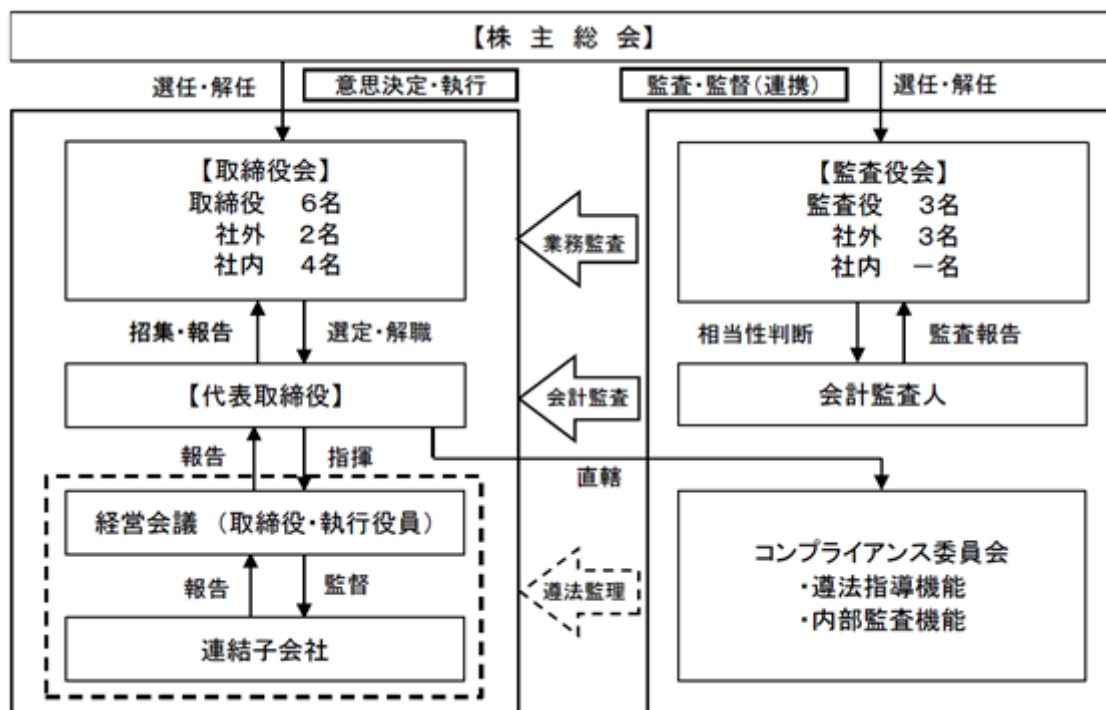 【株 主 総 会】
選任・解任
意思決定・執行
監査・監督(連携)
選任・解任
【取締役会】
取締役 6名
社外 2名
社内 4名
【監査役会】
監査役 3名
社外 3名
社内 －名
業務監査
招集・報告
選定・解職
相当性判断
監査報告
【代表取締役】
会計監査
会計監査人
報告
指揮
直轄
経営会議 （取締役・執行役員）
コンプライアンス委員会
・遵法指導機能
・内部監査機能
報告
監督
遵法監理
連結子会社